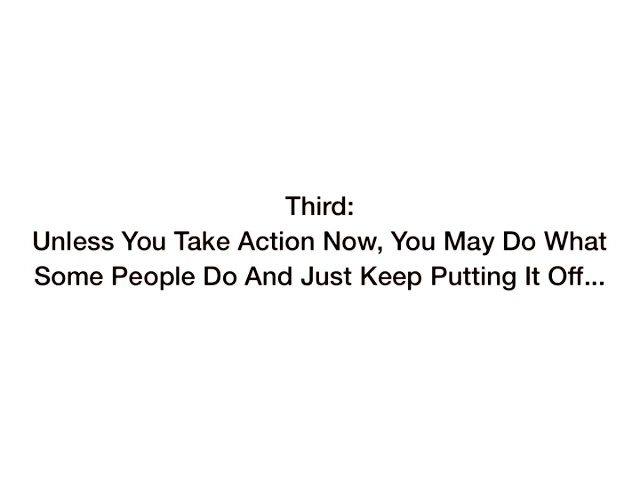 Third:
Unless You Take Action Now, You May Do What
Some People Do And Just Keep Putting It Off...